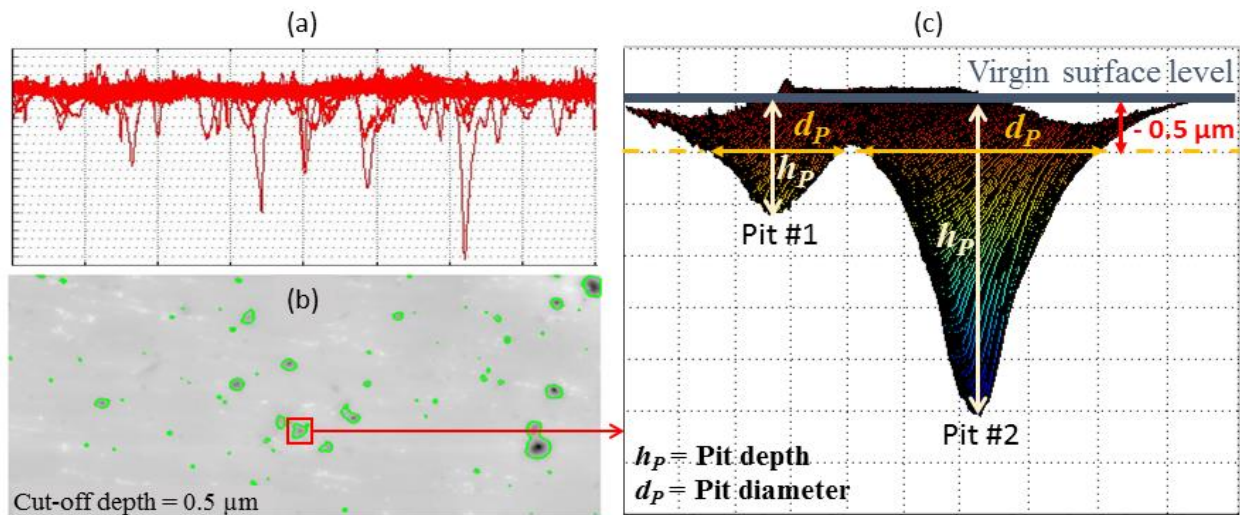 (a)
(c)
Virgin surface level
d_P
d_P
- 0.5 µm
h_P
Pit #1
h_P
(b)
Pit #2
h_P = Pit depth
d_P = Pit diameter
Cut-off depth = 0.5 µm